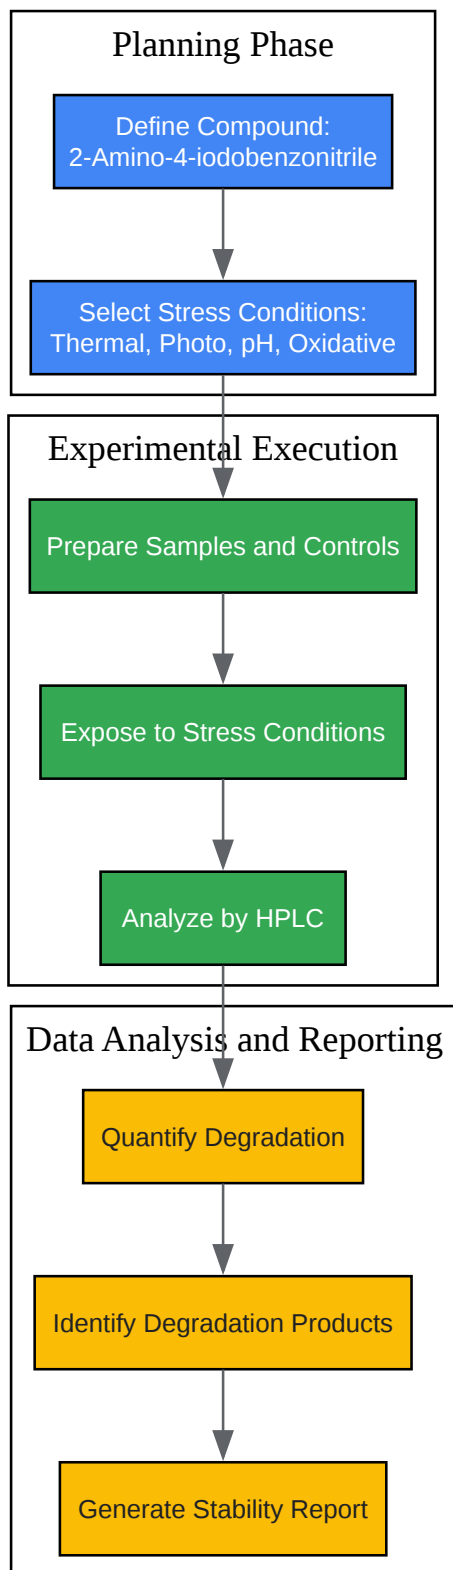 Planning Phase
Define Compound:
2-Amino-4-iodobenzonitrile
Select Stress Conditions:
Thermal, Photo, pH, Oxidative
Experimental Execution
Prepare Samples and Controls
Expose to Stress Conditions
Analyze by HPLC
Data Analysis and Reporting
Quantify Degradation
Identify Degradation Products
Generate Stability Report